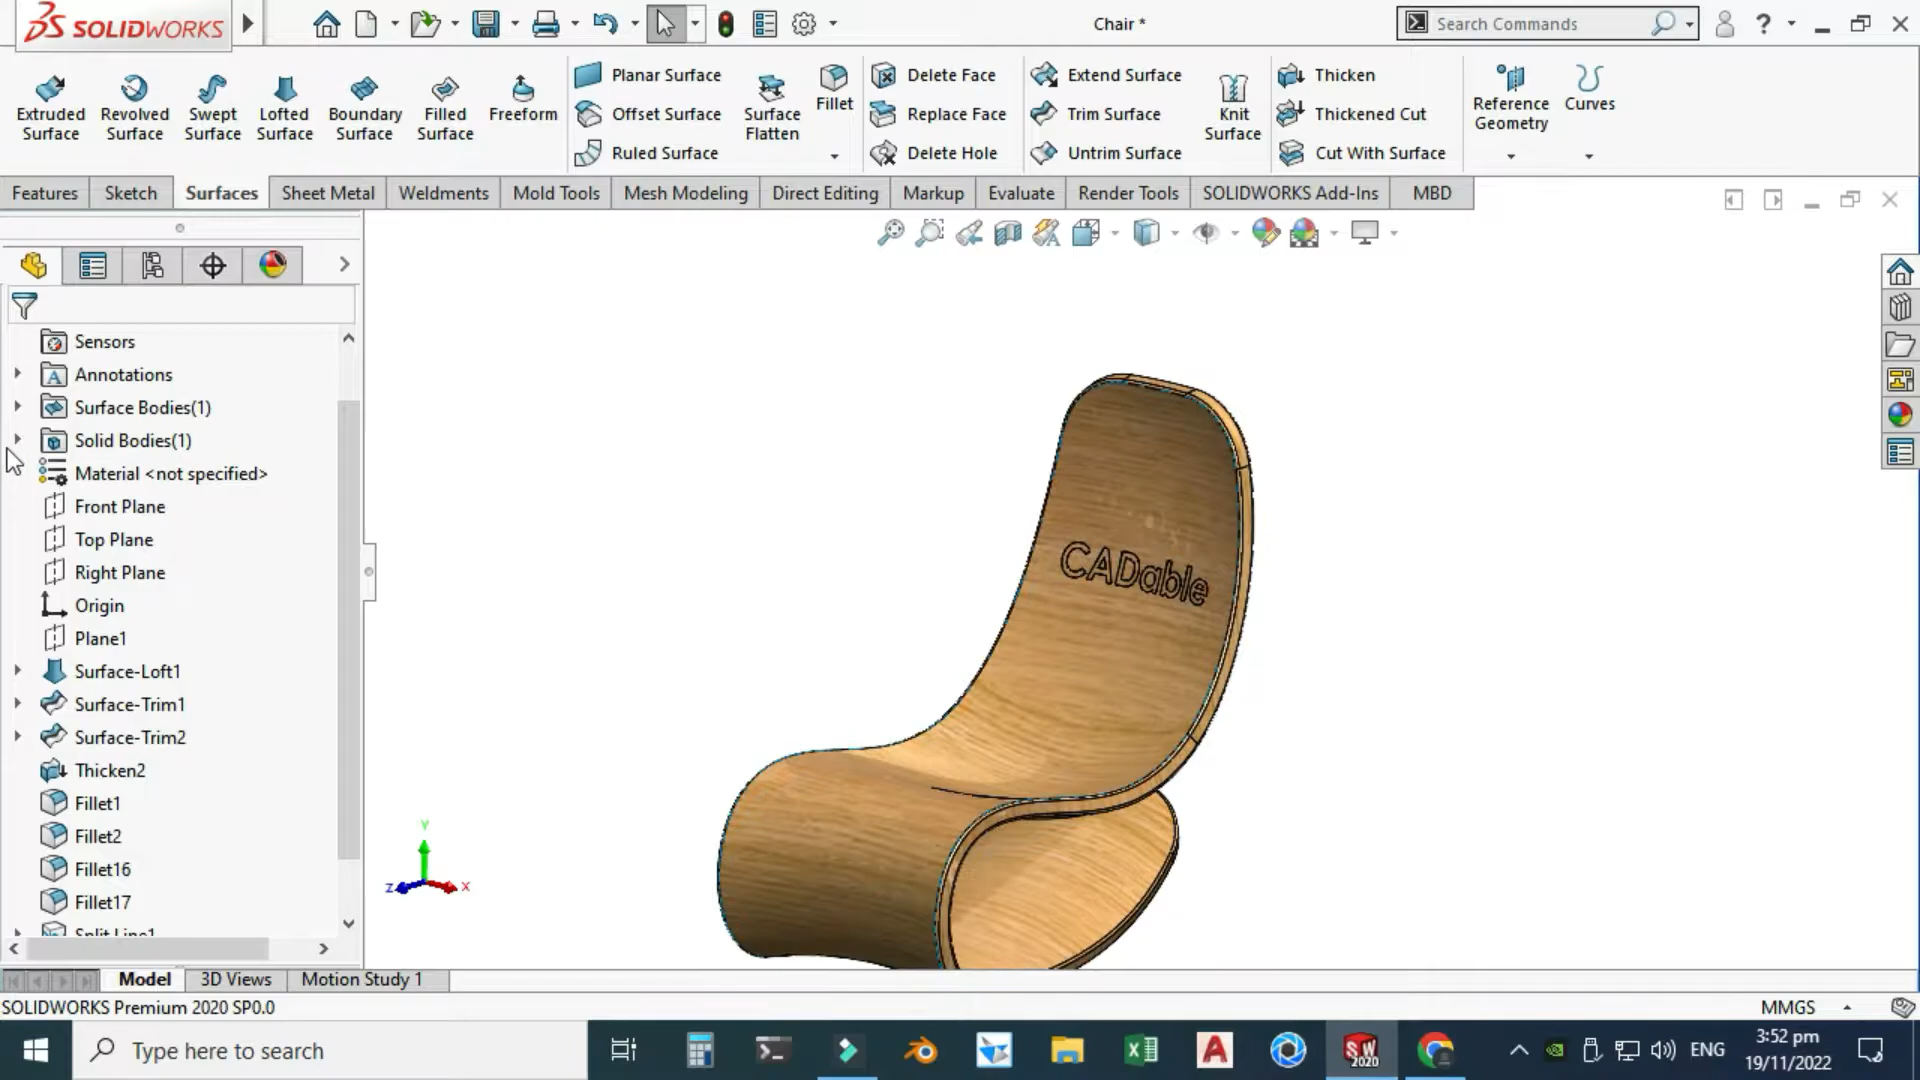 SOLIDWORKS
Chair *
Search Commands
Extruded Surface
Revolved Surface
Swept Surface
Lofted Surface
Boundary Surface
Filled Surface
Freeform
Planar Surface
Offset Surface
Ruled Surface
Surface Flatten
Fillet
Delete Face
Replace Face
Delete Hole
Extend Surface
Trim Surface
Untrim Surface
Knit Surface
Thicken
Thickened Cut
Cut With Surface
Reference Geometry
Curves
Features
Sketch
Surfaces
Sheet Metal
Weldments
Mold Tools
Mesh Modeling
Direct Editing
Markup
Evaluate
Render Tools
SOLIDWORKS Add-Ins
MBD
Sensors
Annotations
Surface Bodies(1)
Solid Bodies(1)
Material <not specified>
Front Plane
Top Plane
Right Plane
Origin
Plane1
Surface-Loft1
Surface-Trim1
Surface-Trim2
Thicken2
Fillet1
Fillet2
Fillet16
Fillet17
Split Line1
CADable
Y
Z
X
Model
3D Views
Motion Study 1
SOLIDWORKS Premium 2020 SP0.0
MMGS
Type here to search
SW
2020
ENG
3:52 pm
19/11/2022